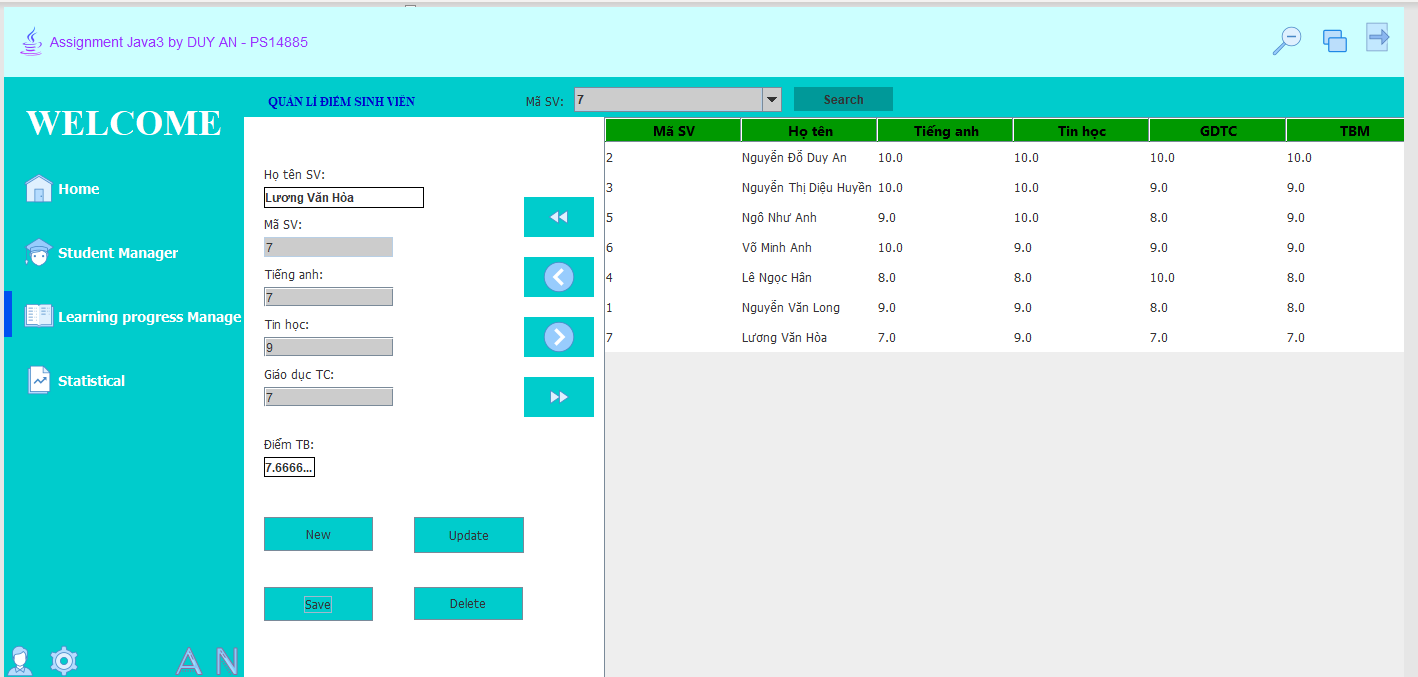 Assignment Java3 by DUY AN - PS14885
WELCOME
Home
Student Manager
Learning progress Manage
Statistical
A N
QUẢN LÍ ĐIỂM SINH VIÊN
Mã SV: 7 Search
Họ tên SV:
Lương Văn Hòa
Mã SV:
7
Tiếng anh:
7
Tin học:
9
Giáo dục TC:
7
Điểm TB:
7.6666...
New Update
Save Delete
Mã SV Họ tên Tiếng anh Tin học GDTC TBM
2 Nguyễn Đỗ Duy An 10.0 10.0 10.0 10.0
3 Nguyễn Thị Diệu Huyền 10.0 10.0 9.0 9.0
5 Ngô Như Anh 9.0 10.0 8.0 9.0
6 Võ Minh Anh 10.0 9.0 9.0 9.0
4 Lê Ngọc Hân 8.0 8.0 10.0 8.0
1 Nguyễn Văn Long 9.0 9.0 8.0 8.0
7 Lương Văn Hòa 7.0 9.0 7.0 7.0